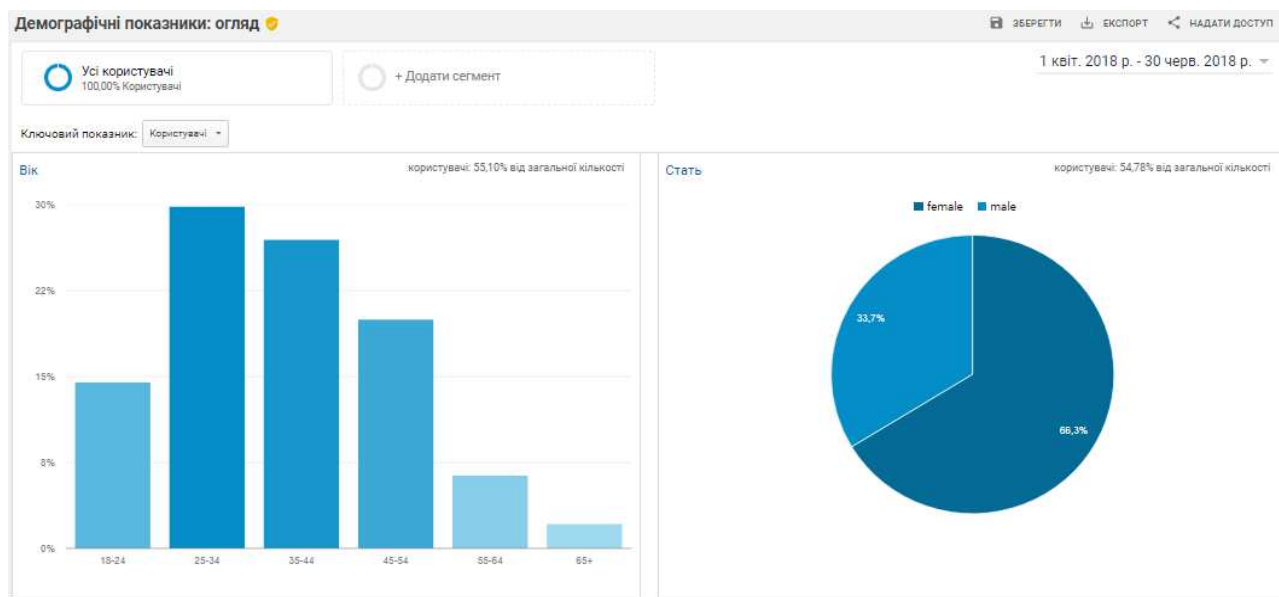 Демографічні показники: огляд
ЗБЕРЕГТИ ЕКСПОРТ НАДАТИ ДОСТУП
Усі користувачі
100,00% Користувачі
+ Додати сегмент
1 квіт. 2018 р. - 30 черв. 2018 р.
Ключовий показник: Користувачі
Вік
користувачі: 55,10% від загальної кількості
30%
22%
15%
8%
0%
18-24 25-34 35-44 45-54 55-64 65+
Стать
користувачі: 54,78% від загальної кількості
female male
33,7%
66,3%